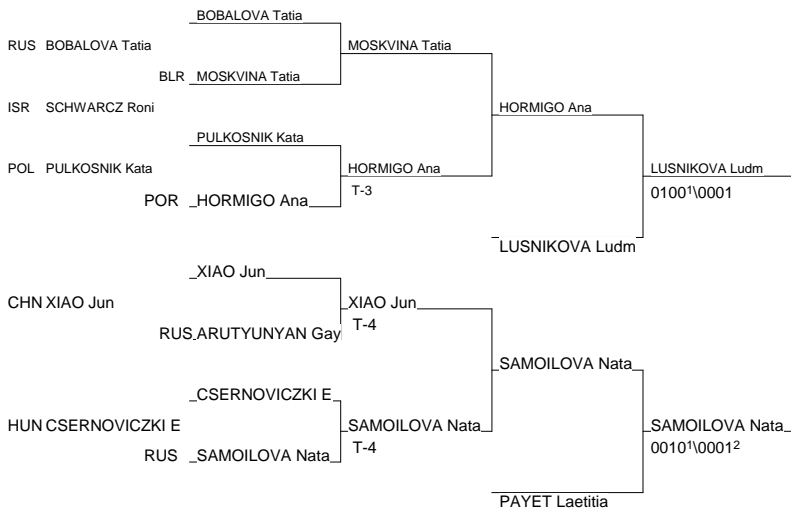 BOBALOVA Tatia
RUS BOBALOVA Tatia
MOSKVINA Tatia
BLR MOSKVINA Tatia
ISR SCHWARCZ Roni
HORMIGO Ana
PULKOSNIK Kata
POL PULKOSNIK Kata
HORMIGO Ana
LUSNIKOVA Ludm
T-3
0100¹\0001
POR HORMIGO Ana
LUSNIKOVA Ludm
XIAO Jun
CHN XIAO Jun
XIAO Jun
T-4
RUS ARUTYUNYAN Gay
SAMOILOVA Nata
CSERNOVICZKI E
HUN CSERNOVICZKI E
SAMOILOVA Nata
SAMOILOVA Nata
T-4
0010¹\0001²
RUS SAMOILOVA Nata
PAYET Laetitia